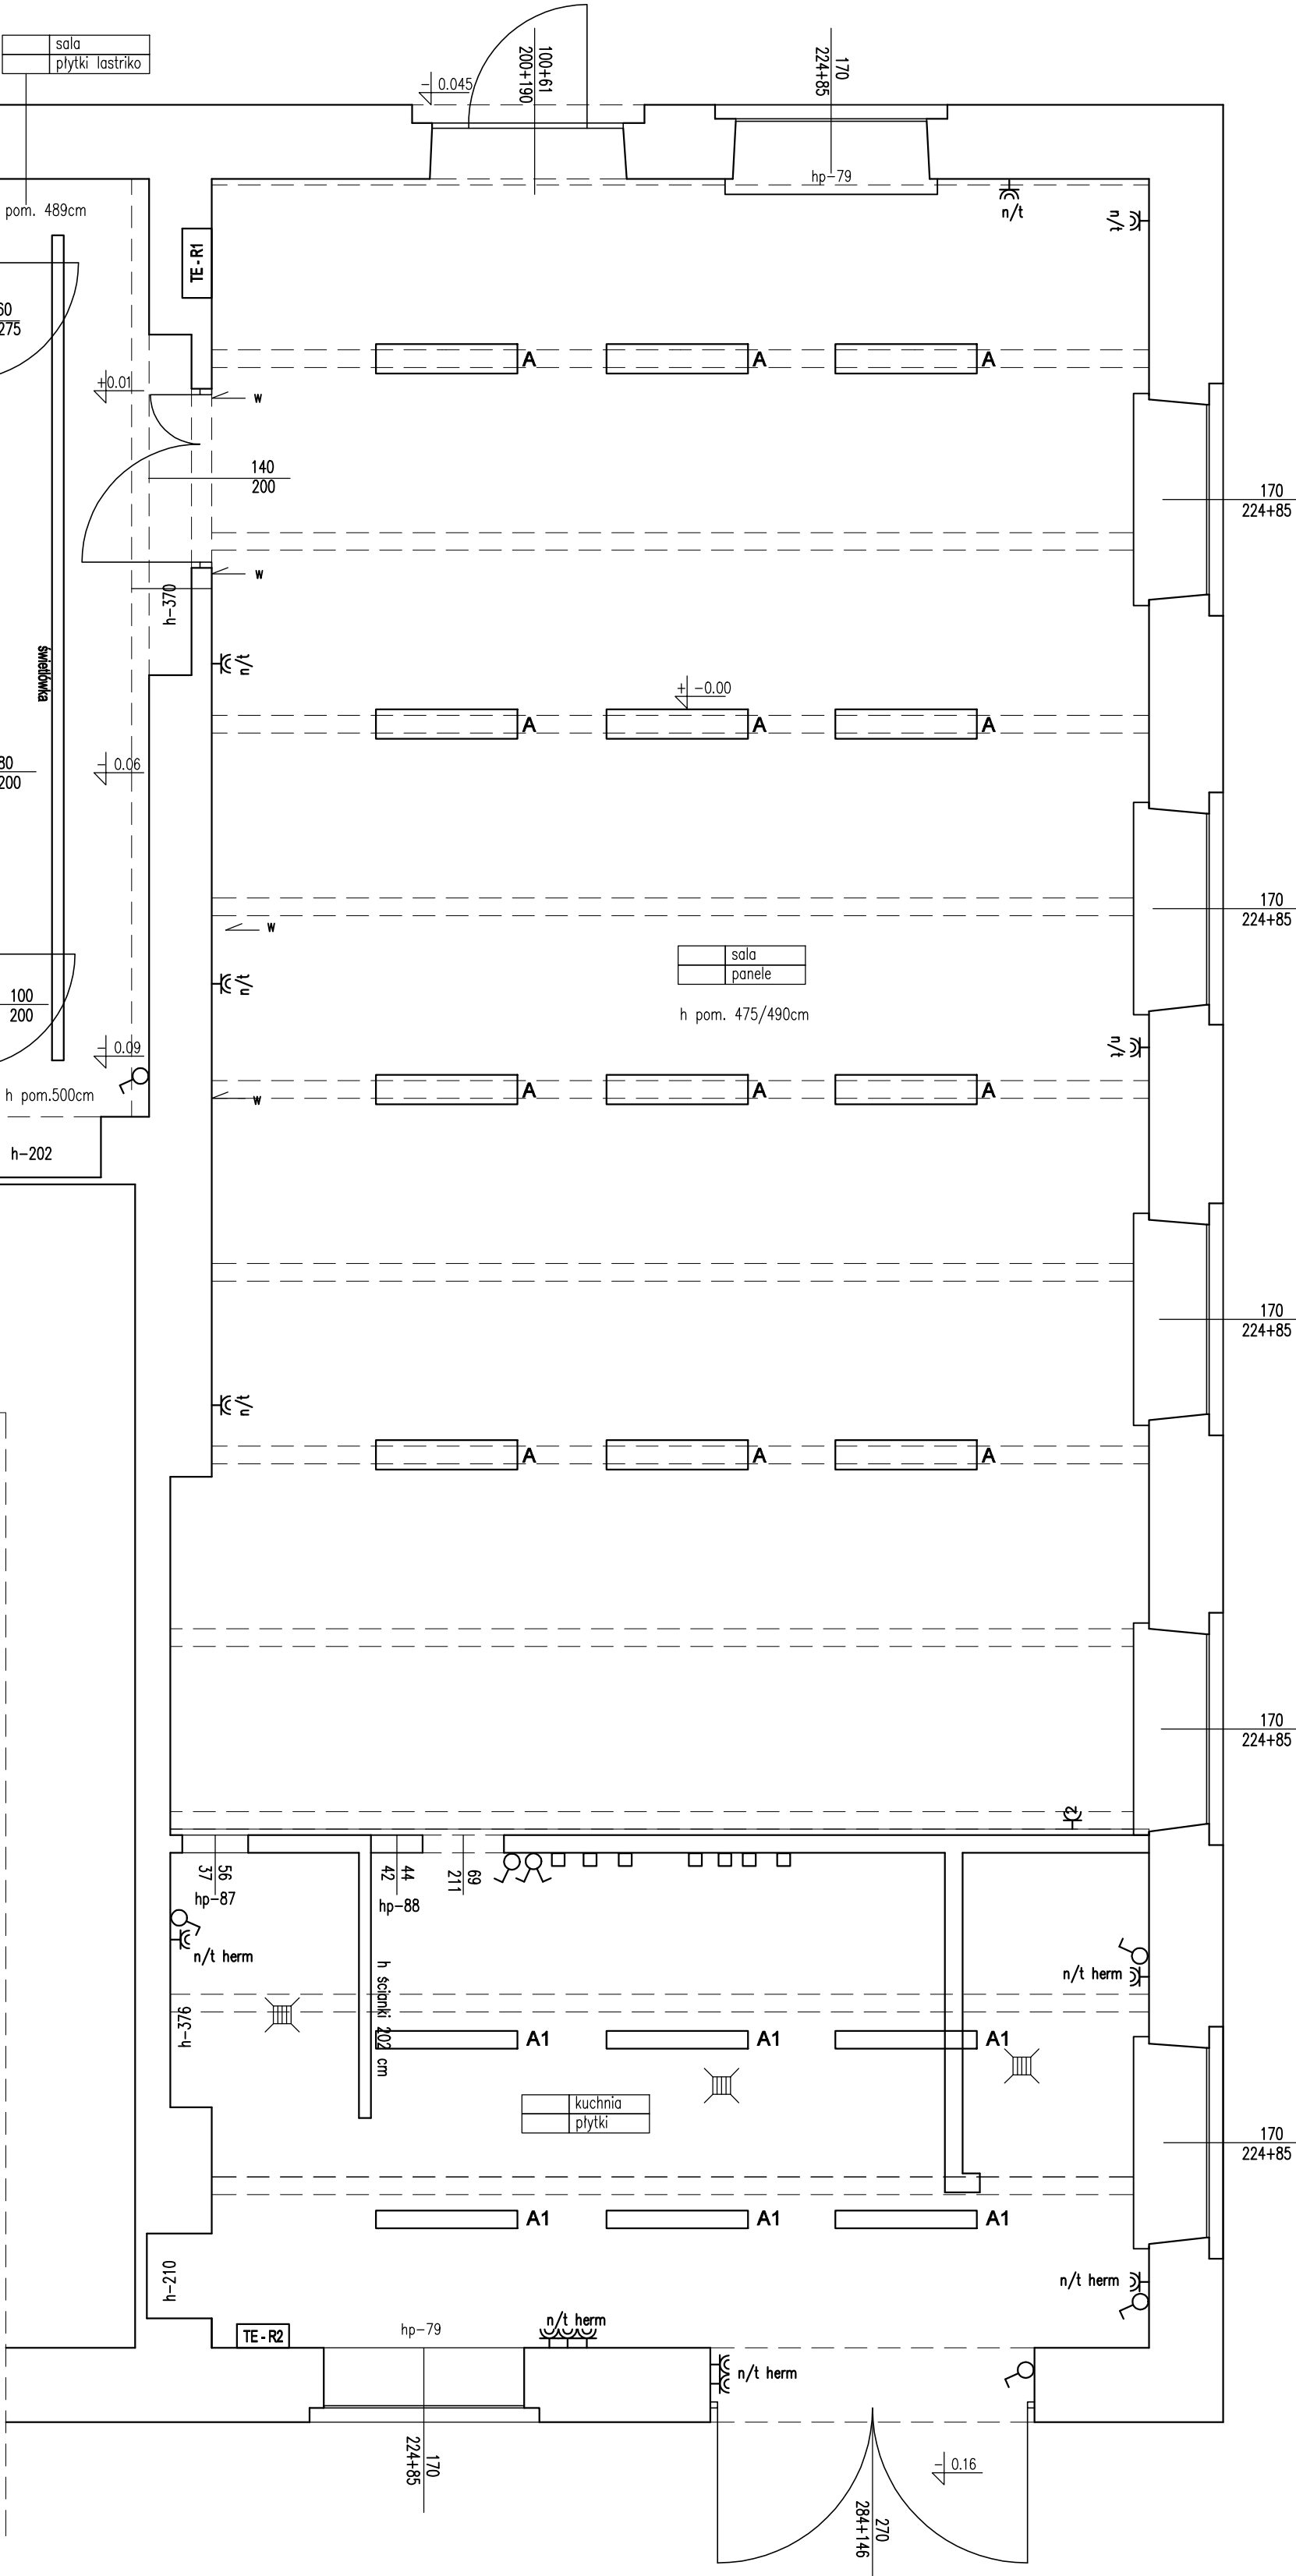 sala
płytki lastriko
- 0.045
100+61
200+190
170
224+85
pom. 489cm
hp-79
n/t
n/t
TE-R1
60
275
A
A
A
+0.01
w
140
200
170
224+85
w
h-370
n/t
świetlówka
+ -0.00
A
A
A
- 0.06
80
200
170
224+85
w
sala
panele
n/t
100
200
h pom. 475/490cm
n/t
- 0.09
A
A
A
h pom.500cm
w
h-202
170
224+85
n/t
A
A
A
170
224+85
2
56
37
hp-87
44
42
hp-88
69
211
n/t herm
n/t herm
h-376
h ścianki 202 cm
A1
A1
A1
kuchnia
płytki
170
224+85
A1
A1
A1
h-210
n/t herm
TE-R2
hp-79
n/t herm
n/t herm
170
224+85
- 0.16
270
284+146